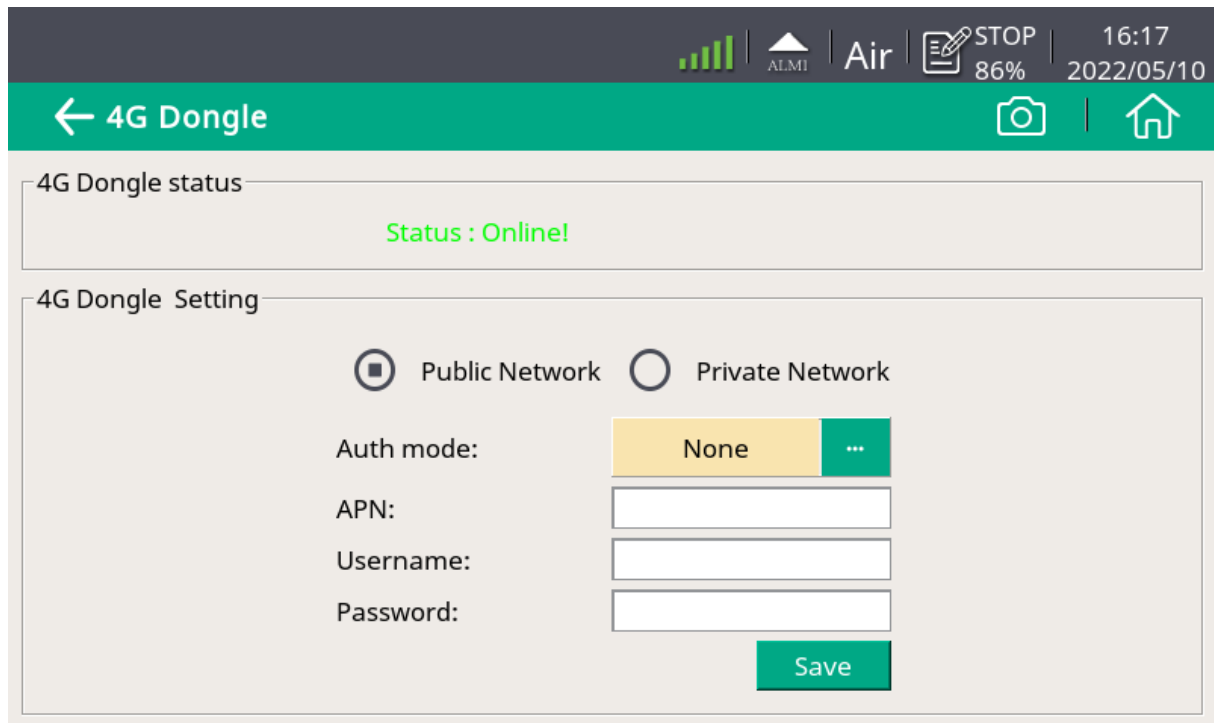 STOP 16:17
ALMI Air 86% 2022/05/10
4G Dongle
4G Dongle status
Status : Online!
4G Dongle Setting
Public Network Private Network
Auth mode: None ...
APN:
Username:
Password:
Save